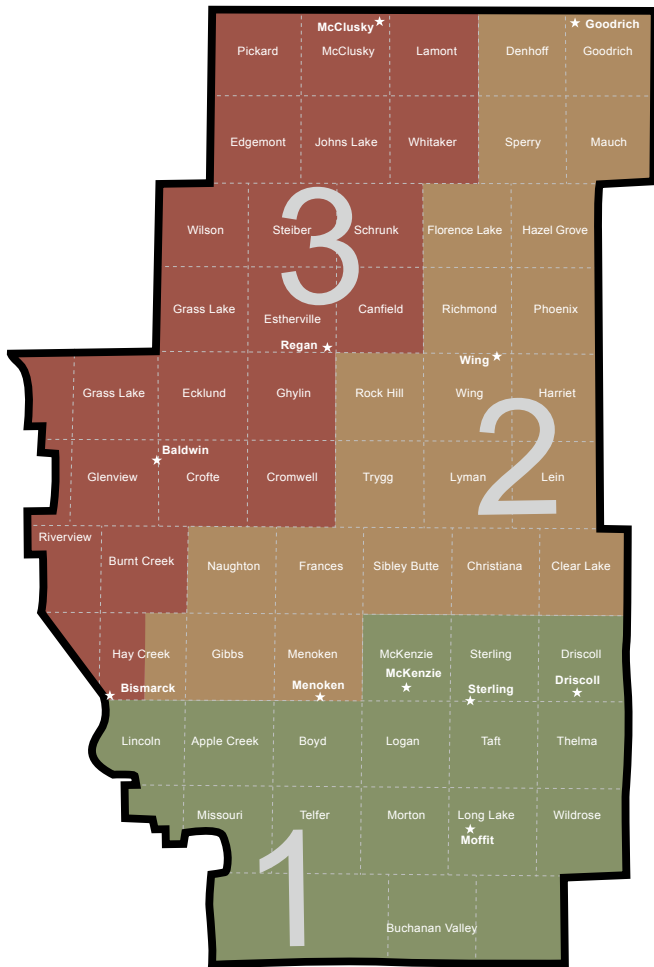 McClusky
Goodrich
Pickard
McClusky
Lamont
Denhoff
Goodrich
Edgemont
Johns Lake
Whitaker
Sperry
Mauch
3
Wilson
Steiber
Schrunk
Florence Lake
Hazel Grove
Grass Lake
Estherville
Canfield
Richmond
Phoenix
Regan
Wing
Grass Lake
Ecklund
Ghylin
Rock Hill
Wing
Harriet
2
Baldwin
Glenview
Crofte
Cromwell
Trygg
Lyman
Lein
Riverview
Burnt Creek
Naughton
Frances
Sibley Butte
Christiana
Clear Lake
Hay Creek
Gibbs
Menoken
McKenzie
Sterling
Driscoll
Bismarck
Menoken
McKenzie
Sterling
Driscoll
Lincoln
Apple Creek
Boyd
Logan
Taft
Thelma
Missouri
Telfer
Morton
Long Lake
Wildrose
Moffit
1
Buchanan Valley